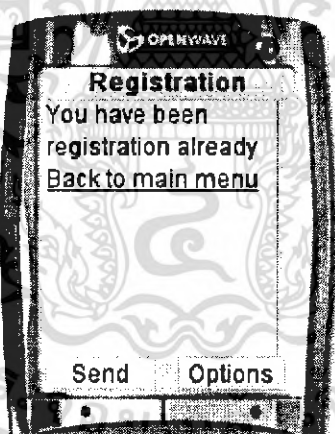 OPENWAVE
Registration
You have been
registration already
Back to main menu
Send Options